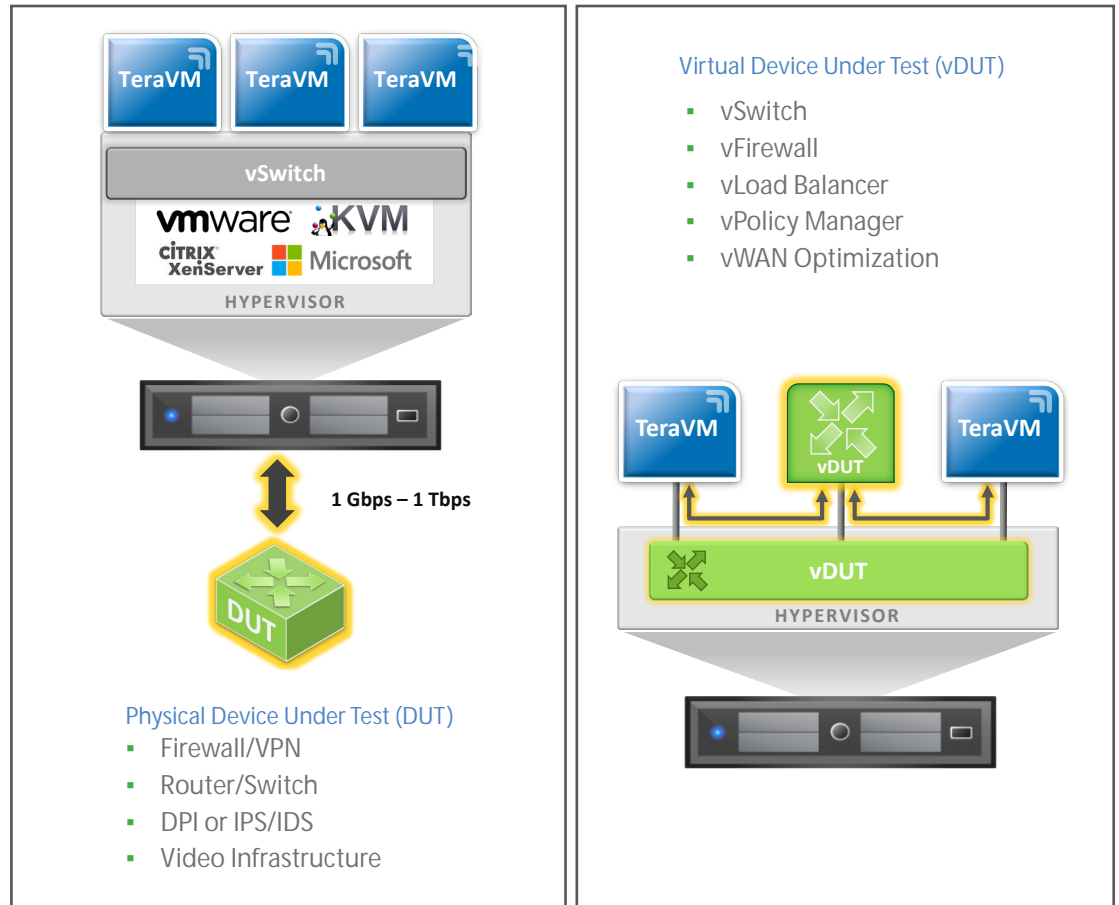 TeraVM TeraVM TeraVM
vSwitch
vmware KVM
CİTRIX XenServer Microsoft
HYPERVISOR
1 Gbps – 1 Tbps
DUT
Physical Device Under Test (DUT)
▪ Firewall/VPN
▪ Router/Switch
▪ DPI or IPS/IDS
▪ Video Infrastructure
Virtual Device Under Test (vDUT)
▪ vSwitch
▪ vFirewall
▪ vLoad Balancer
▪ vPolicy Manager
▪ vWAN Optimization
TeraVM vDUT TeraVM
vDUT
HYPERVISOR